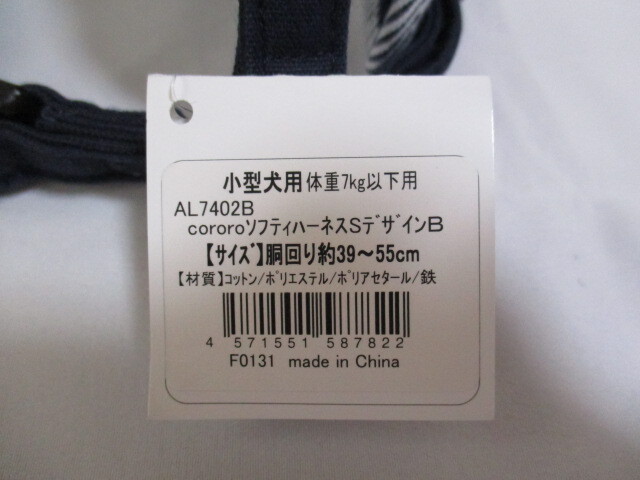 小型犬用体重7kg以下用
AL7402B
cororoソフティハーネスSﾃﾞｻﾞインB
【サイズ】胴回り約39～55cm
【材質】ｺｯﾄﾝ/ﾎﾟﾘｴｽﾃﾙ/ﾎﾟﾘｱｾﾀｰﾙ/鉄
4 571551 587822
F0131 made in China